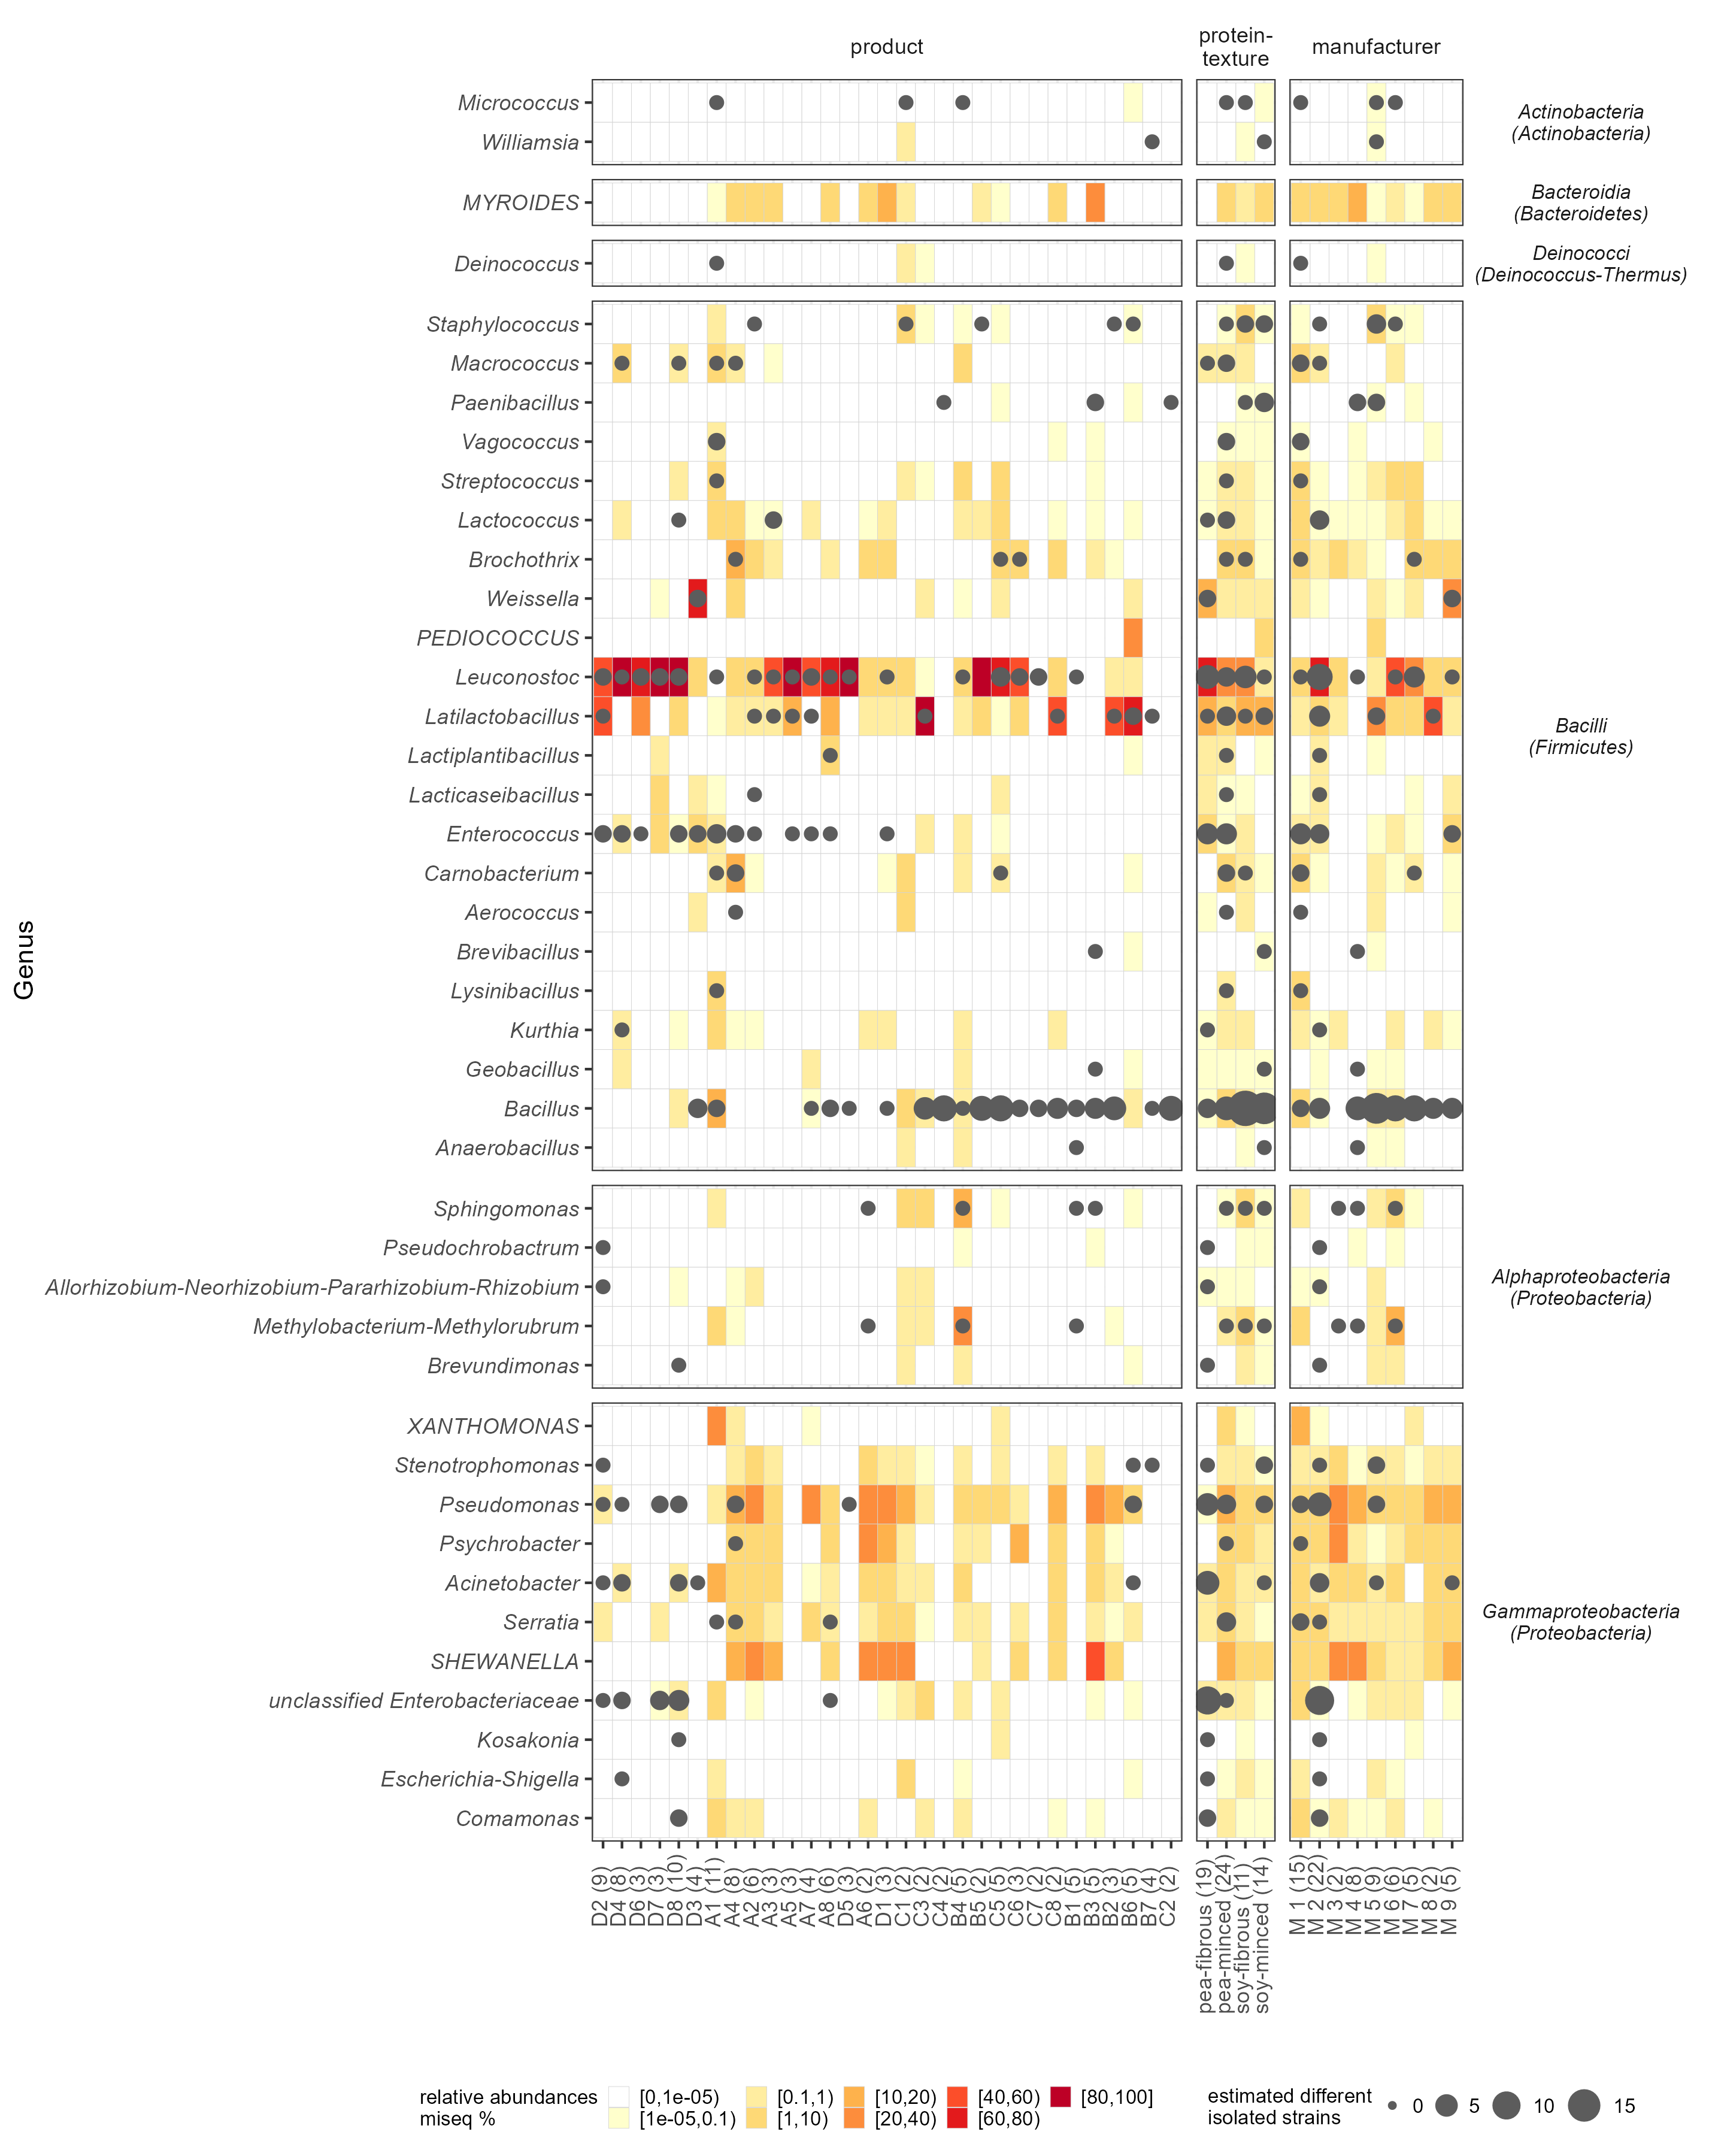 product
protein-
texture
manufacturer
Micrococcus
Williamsia
Actinobacteria
(Actinobacteria)
MYROIDES
Bacteroidia
(Bacteroidetes)
Deinococcus
Deinococci
(Deinococcus-Thermus)
Staphylococcus
Macrococcus
Paenibacillus
Vagococcus
Streptococcus
Lactococcus
Brochothrix
Weissella
PEDIOCOCCUS
Leuconostoc
Latilactobacillus
Lactiplantibacillus
Lacticaseibacillus
Enterococcus
Carnobacterium
Aerococcus
Brevibacillus
Lysinibacillus
Kurthia
Geobacillus
Bacillus
Anaerobacillus
Bacilli
(Firmicutes)
Genus
Sphingomonas
Pseudochrobactrum
Allorhizobium-Neorhizobium-Pararhizobium-Rhizobium
Methylobacterium-Methylorubrum
Brevundimonas
Alphaproteobacteria
(Proteobacteria)
XANTHOMONAS
Stenotrophomonas
Pseudomonas
Psychrobacter
Acinetobacter
Serratia
SHEWANELLA
unclassified Enterobacteriaceae
Kosakonia
Escherichia-Shigella
Comamonas
Gammaproteobacteria
(Proteobacteria)
D2 (9)
D4 (8)
D6 (3)
D7 (3)
D8 (10)
D3 (4)
A1 (11)
A4 (8)
A2 (6)
A3 (3)
A5 (3)
A7 (4)
A8 (6)
D5 (3)
A6 (2)
D1 (3)
C1 (2)
C3 (2)
C4 (2)
B4 (5)
B5 (2)
C5 (5)
C6 (3)
C7 (2)
C8 (2)
B1 (5)
B3 (5)
B2 (3)
B6 (5)
B7 (4)
C2 (2)
pea-fibrous (19)
pea-minced (24)
soy-fibrous (11)
soy-minced (14)
M 1 (15)
M 2 (22)
M 3 (2)
M 4 (8)
M 5 (9)
M 6 (6)
M 7 (5)
M 8 (2)
M 9 (5)
relative abundances
miseq %
[0,1e-05)
[1e-05,0.1)
[0.1,1)
[1,10)
[10,20)
[20,40)
[40,60)
[60,80)
[80,100]
estimated different
isolated strains
0
5
10
15